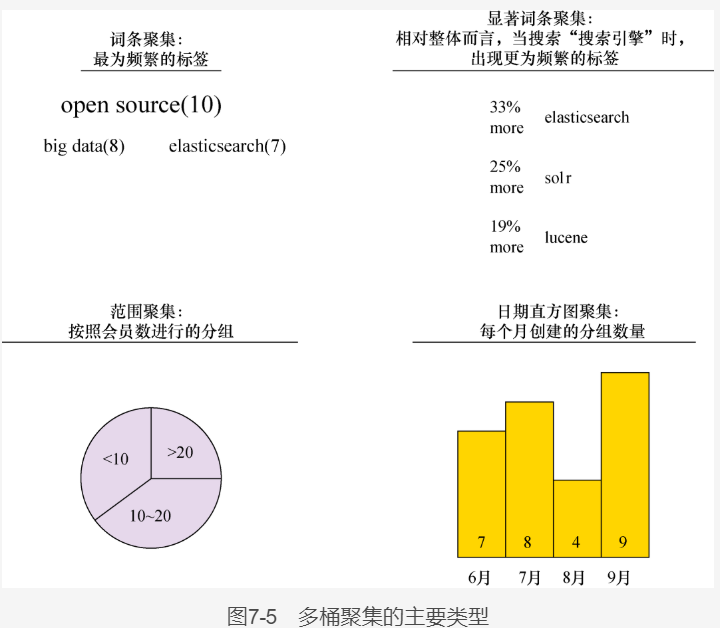 词条聚集：
最为频繁的标签
open source(10)
big data(8) elasticsearch(7)
显著词条聚集：
相对整体而言，当搜索“搜索引擎”时，
出现更为频繁的标签
33%
more
elasticsearch
25%
more
solr
19%
more
lucene
范围聚集：
按照会员数进行的分组
<10
>20
10~20
日期直方图聚集：
每个月创建的分组数量
7 8 4 9
6月 7月 8月 9月
图7-5 多桶聚集的主要类型